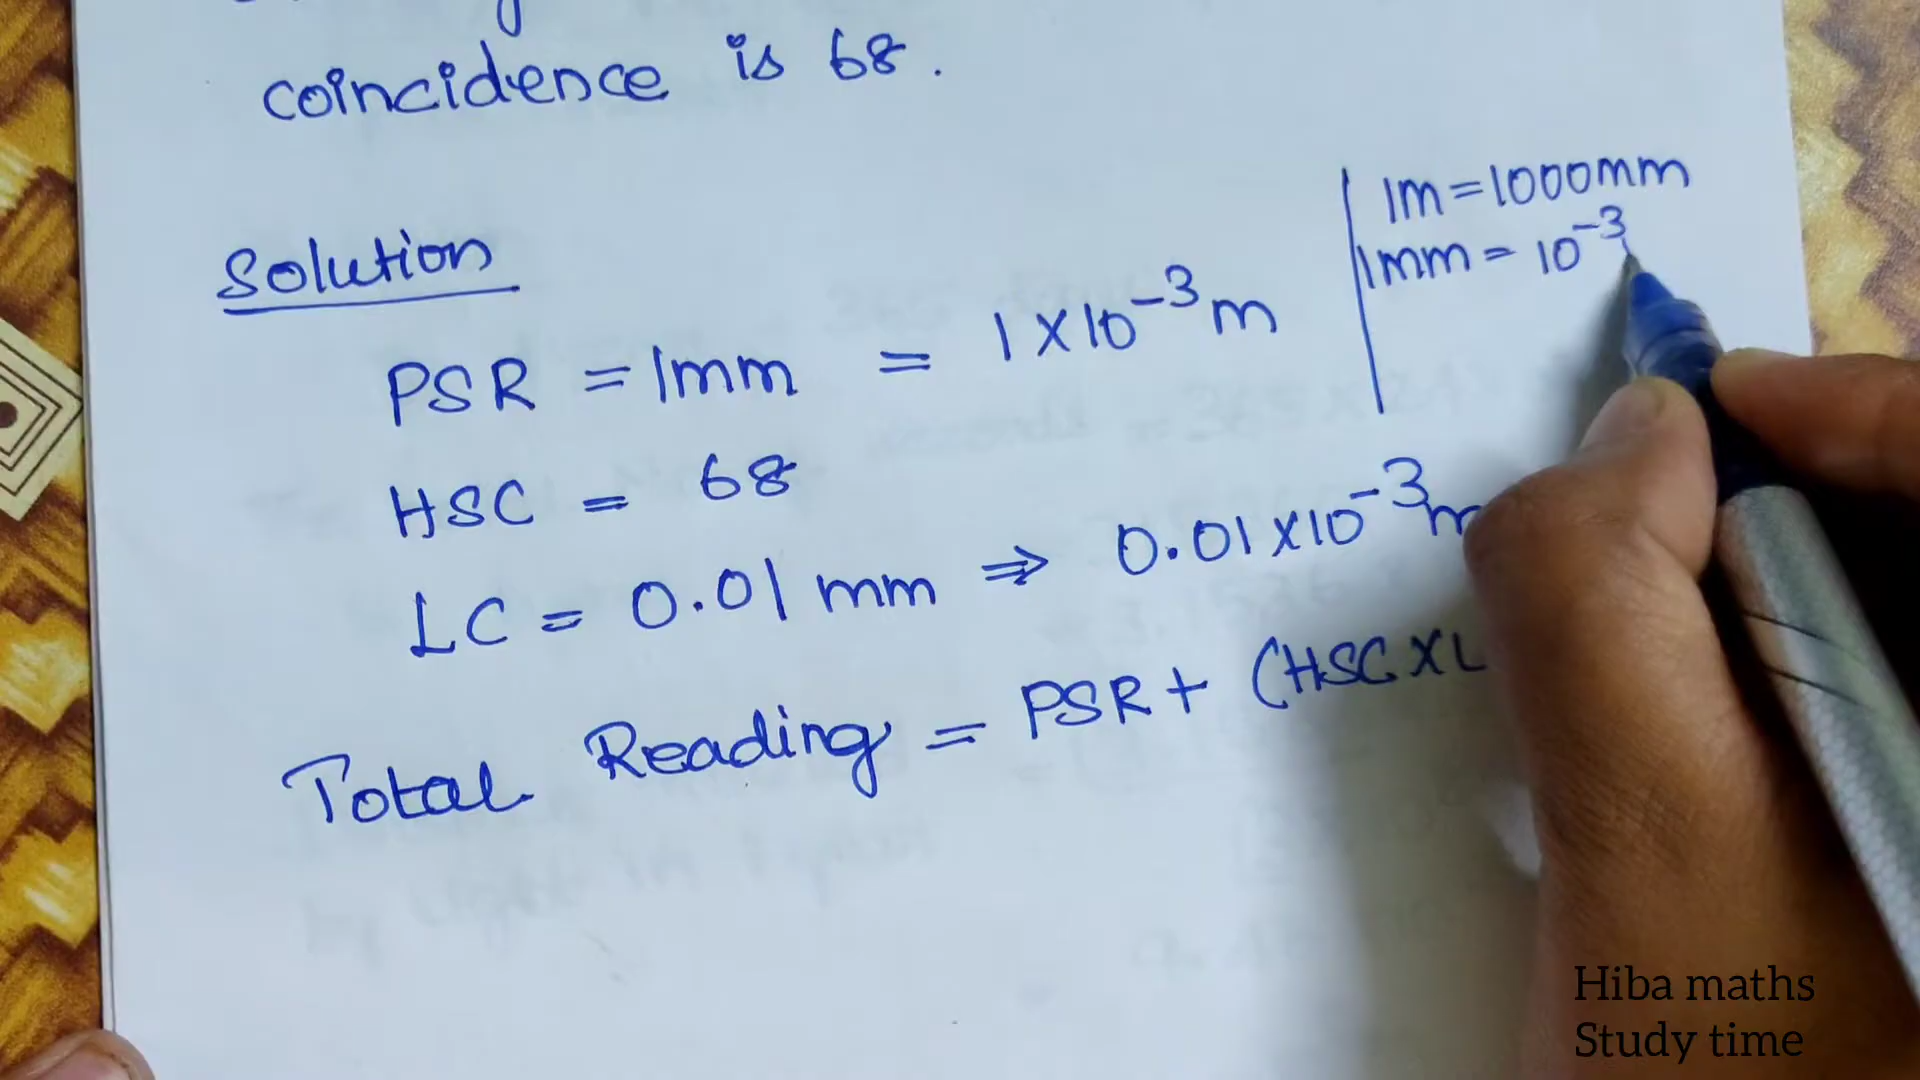 coincidence is 68.
Solution
1m = 1000mm
1mm = 10⁻³
PSR = 1mm = 1 × 10⁻³ m
HSC = 68
LC = 0.01 mm ⇒ 0.01 × 10⁻³ m
Total Reading = PSR + (HSC × L
Hiba maths
Study time